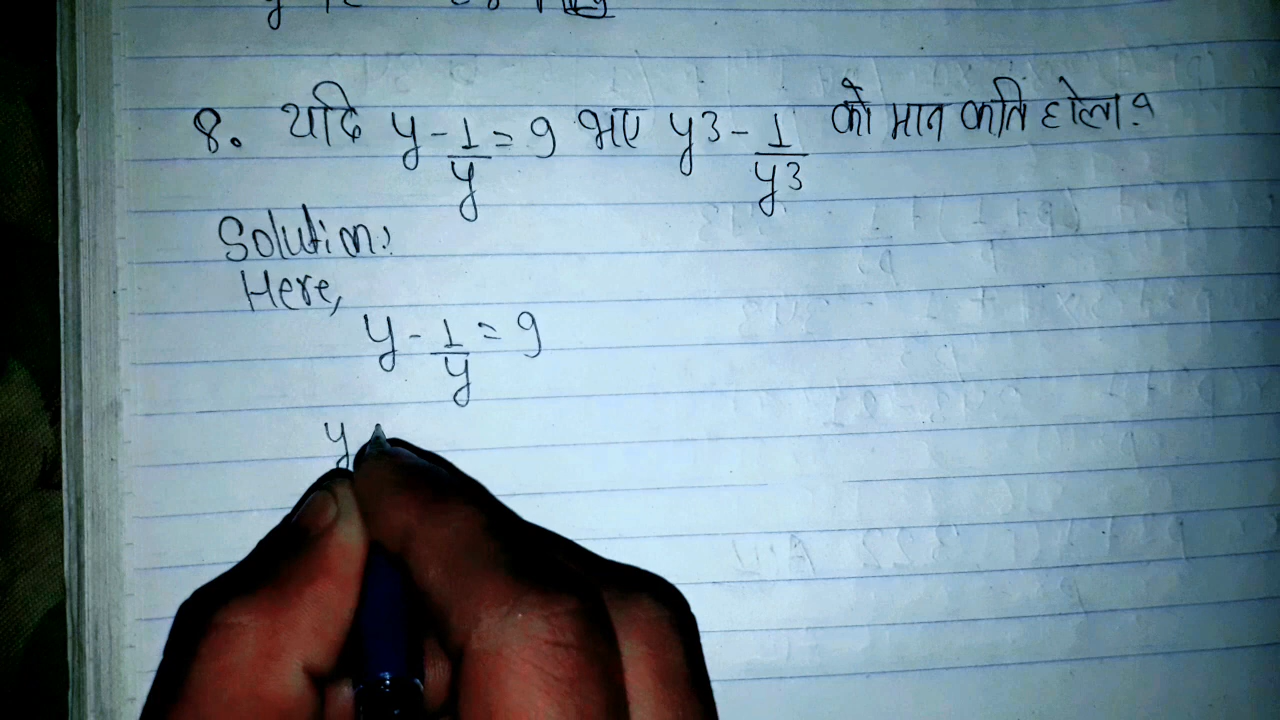 8. यदि y - 1/y = 9 भए y3 - 1/y3 को मान कति होला?
Solution:
Here,
y - 1/y = 9
y